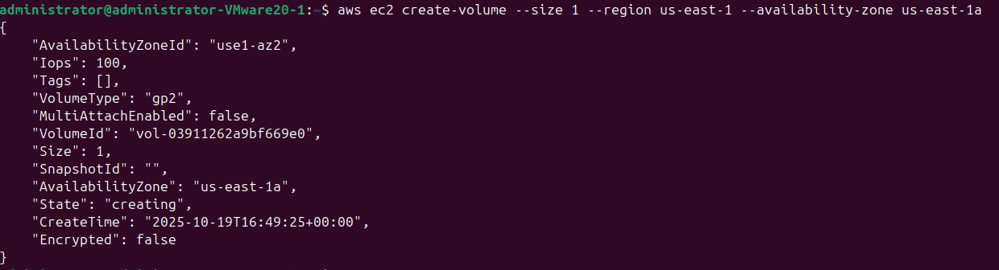 administrator@administrator-VMware20-1:~$ aws ec2 create-volume --size 1 --region us-east-1 --availability-zone us-east-1a
{
    "AvailabilityZoneId": "use1-az2",
    "Iops": 100,
    "Tags": [],
    "VolumeType": "gp2",
    "MultiAttachEnabled": false,
    "VolumeId": "vol-03911262a9bf669e0",
    "Size": 1,
    "SnapshotId": "",
    "AvailabilityZone": "us-east-1a",
    "State": "creating",
    "CreateTime": "2025-10-19T16:49:25+00:00",
    "Encrypted": false
}